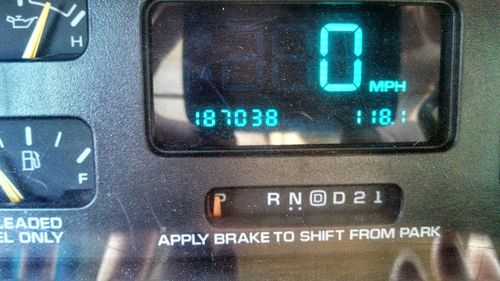 H
0 MPH
187038 118.1
F
P R N D D 2 1
LEADED
EL ONLY
APPLY BRAKE TO SHIFT FROM PARK